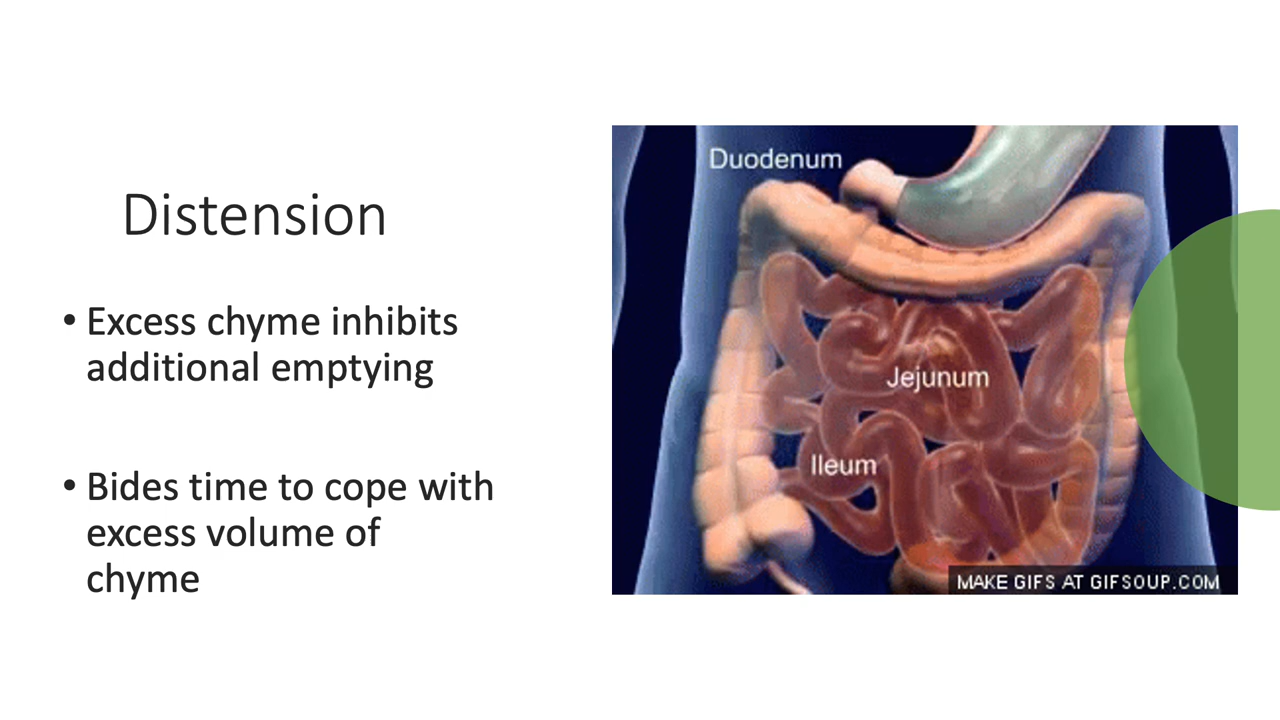 Distension
• Excess chyme inhibits
additional emptying
• Bides time to cope with
excess volume of
chyme
Duodenum
Jejunum
Ileum
MAKE GIFS AT GIFSOUP.COM